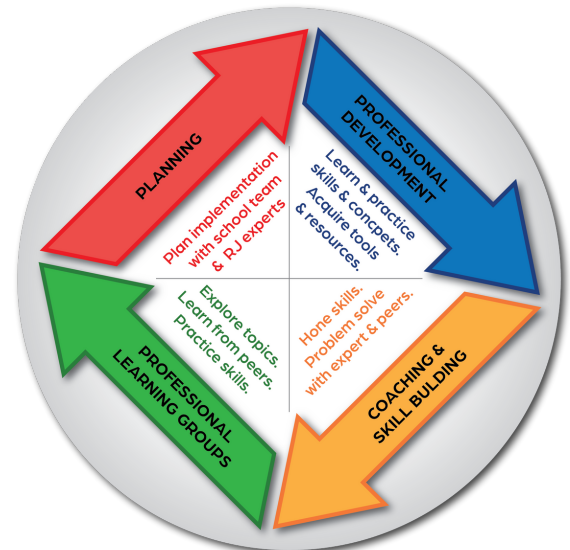 PLANNING
Plan implementation
with school team
& RJ experts
PROFESSIONAL
DEVELOPMENT
Learn & practice
skills & concpets.
Acquire tools
& resources.
COACHING &
SKILL BULDING
Hone skills.
Problem solve
with expert & peers.
PROFESSIONAL
LEARNING GROUPS
Explore topics.
Learn from peers.
Practice skills.